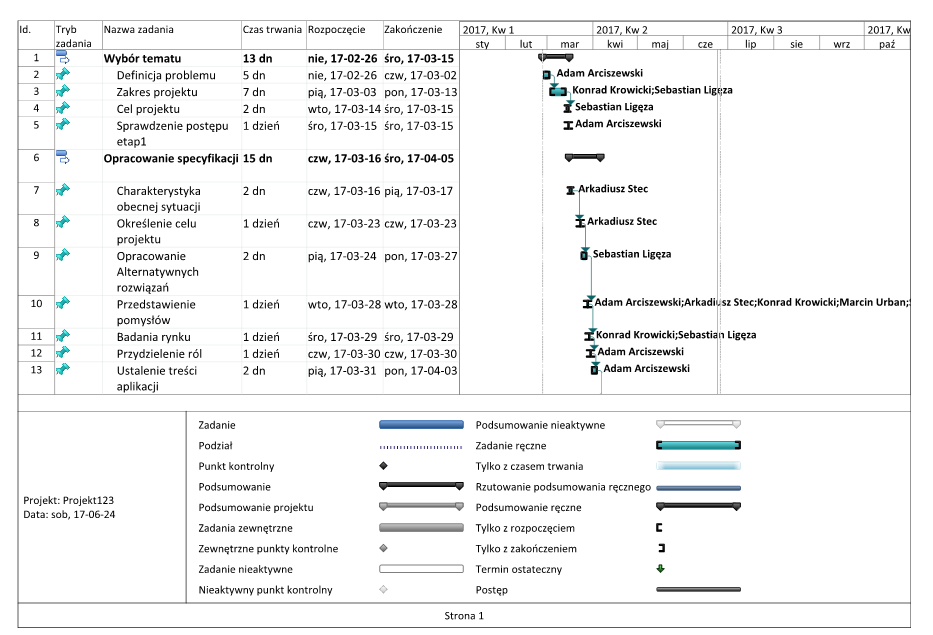 Id. Tryb zadania Nazwa zadania Czas trwania Rozpoczęcie Zakończenie
2017, Kw 1 2017, Kw 2 2017, Kw 3 2017, Kw
sty lut mar kwi maj cze lip sie wrz paź
1 Wybór tematu 13 dn nie, 17-02-26 śro, 17-03-15
2 Definicja problemu 5 dn nie, 17-02-26 czw, 17-03-02 Adam Arciszewski
3 Zakres projektu 7 dn pią, 17-03-03 pon, 17-03-13 Konrad Krowicki;Sebastian Ligęza
4 Cel projektu 2 dn wto, 17-03-14 śro, 17-03-15 Sebastian Ligęza
5 Sprawdzenie postępu 1 dzień śro, 17-03-15 śro, 17-03-15 Adam Arciszewski
etap1
6 Opracowanie specyfikacji 15 dn czw, 17-03-16 śro, 17-04-05
7 Charakterystyka 2 dn czw, 17-03-16 pią, 17-03-17 Arkadiusz Stec
obecnej sytuacji
8 Określenie celu 1 dzień czw, 17-03-23 czw, 17-03-23 Arkadiusz Stec
projektu
9 Opracowanie 2 dn pią, 17-03-24 pon, 17-03-27 Sebastian Ligęza
Alternatywnych
rozwiązań
10 Przedstawienie 1 dzień wto, 17-03-28 wto, 17-03-28 Adam Arciszewski;Arkadiusz Stec;Konrad Krowicki;Marcin Urban;
pomysłów
11 Badania rynku 1 dzień śro, 17-03-29 śro, 17-03-29 Konrad Krowicki;Sebastian Ligęza
12 Przydzielenie ról 1 dzień czw, 17-03-30 czw, 17-03-30 Adam Arciszewski
13 Ustalenie treści 2 dn pią, 17-03-31 pon, 17-04-03 Adam Arciszewski
aplikacji
Projekt: Projekt123
Data: sob, 17-06-24
Zadanie
Podział
Punkt kontrolny
Podsumowanie
Podsumowanie projektu
Zadania zewnętrzne
Zewnętrzne punkty kontrolne
Zadanie nieaktywne
Nieaktywny punkt kontrolny
Podsumowanie nieaktywne
Zadanie ręczne
Tylko z czasem trwania
Rzutowanie podsumowania ręcznego
Podsumowanie ręczne
Tylko z rozpoczęciem
Tylko z zakończeniem
Termin ostateczny
Postęp
Strona 1